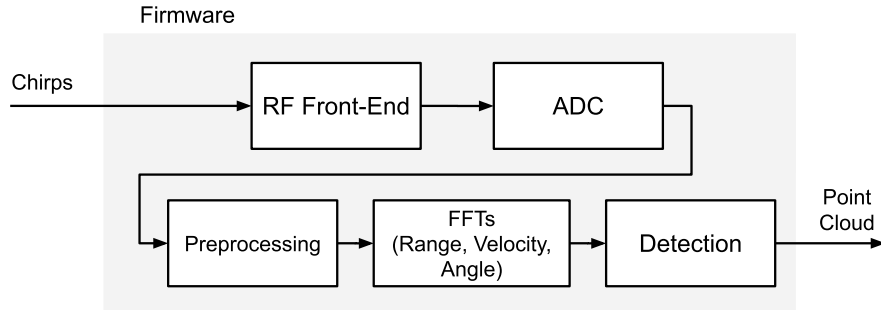 Firmware
Chirps
RF Front-End
ADC
Preprocessing
FFTs
(Range, Velocity,
Angle)
Detection
Point
Cloud